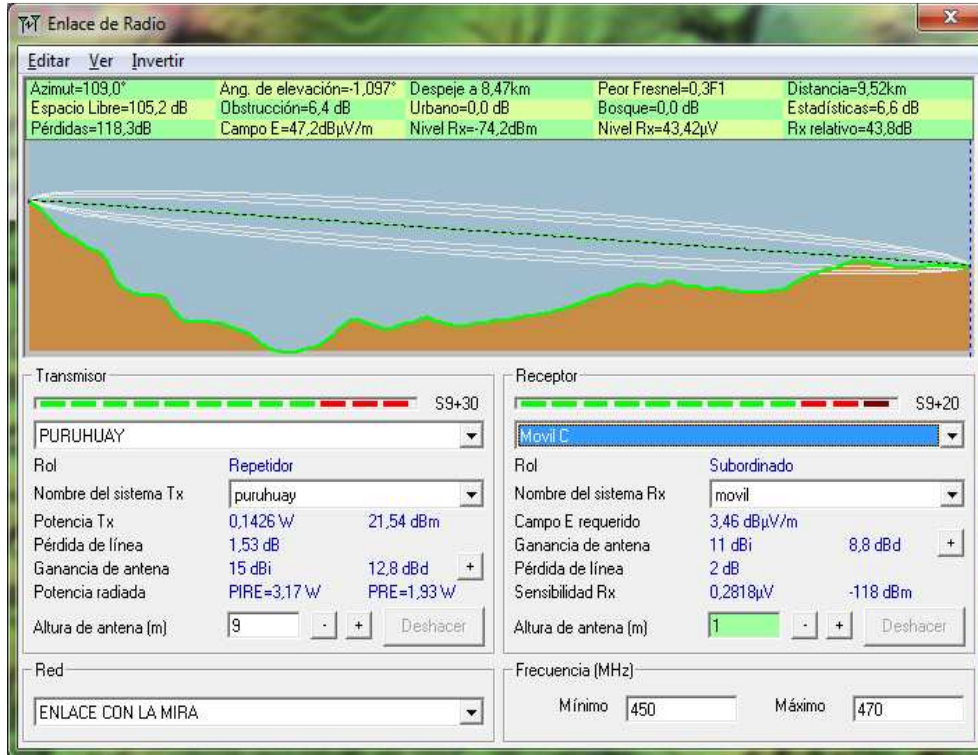 Enlace de Radio
Editar Ver Invertir
Azimut=109,0° Ang. de elevación=-1,097° Despeje a 8,47km Peor Fresnel=0,3F1 Distancia=9,52km
Espacio Libre=105,2 dB Obstrucción=6,4 dB Urbano=0,0 dB Bosque=0,0 dB Estadísticas=6,6 dB
Pérdidas=118,3dB Campo E=47,2dBµV/m Nivel Rx=-74,2dBm Nivel Rx=43,42µV Rx relativo=43,8dB
Transmisor
S9+30
PURUHUAY
Rol Repetidor
Nombre del sistema Tx puruhuay
Potencia Tx 0,1426 W 21,54 dBm
Pérdida de línea 1,53 dB
Ganancia de antena 15 dBi 12,8 dBd +
Potencia radiada PIRE=3,17 W PRE=1,93 W
Altura de antena (m) 9 - + Deshacer
Receptor
S9+20
Movil C
Rol Subordinado
Nombre del sistema Rx movil
Campo E requerido 3,46 dBµV/m
Ganancia de antena 11 dBi 8,8 dBd +
Pérdida de línea 2 dB
Sensibilidad Rx 0,2818µV -118 dBm
Altura de antena (m) 1 - + Deshacer
Red
ENLACE CON LA MIRA
Frecuencia (MHz)
Mínimo 450 Máximo 470